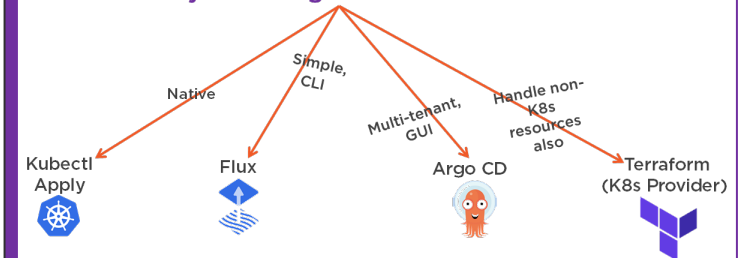 Native
Simple,
CLI
Multi-tenant,
GUI
Handle non-
K8s
resources
also
Kubectl
Apply
Flux
Argo CD
Terraform
(K8s Provider)